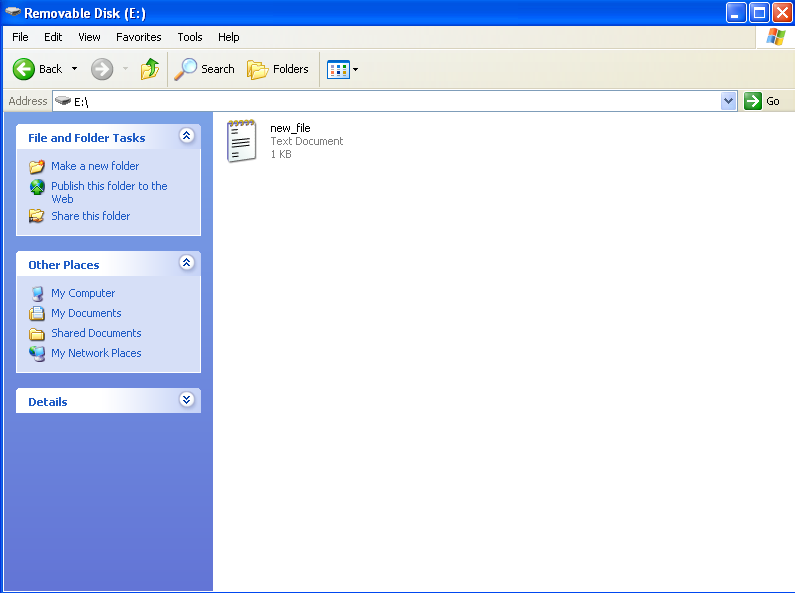 Removable Disk (E:)
File Edit View Favorites Tools Help
Back Search Folders
Address E:\ Go
File and Folder Tasks
Make a new folder
Publish this folder to the
Web
Share this folder
Other Places
My Computer
My Documents
Shared Documents
My Network Places
Details
new_file
Text Document
1 KB